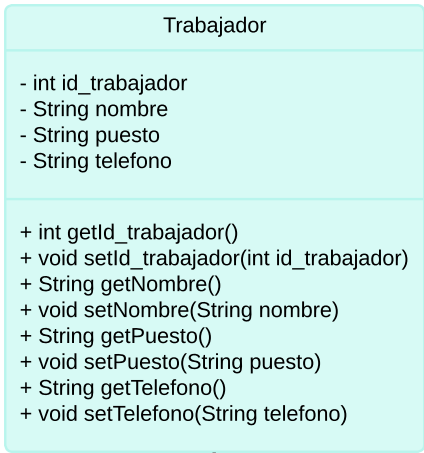 Trabajador
- int id_trabajador
- String nombre
- String puesto
- String telefono
+ int getId_trabajador()
+ void setId_trabajador(int id_trabajador)
+ String getNombre()
+ void setNombre(String nombre)
+ String getPuesto()
+ void setPuesto(String puesto)
+ String getTelefono()
+ void setTelefono(String telefono)